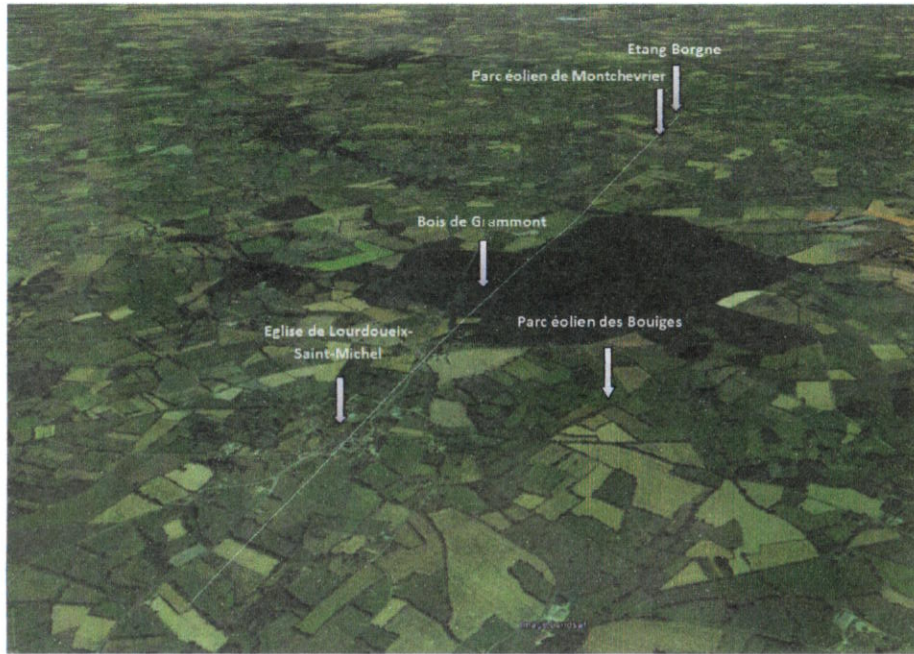 Etang Borgne
Parc éolien de Montchevrier
Bois de Grammont
Parc éolien des Bouiges
Eglise de Lourdoueix-
Saint-Michel